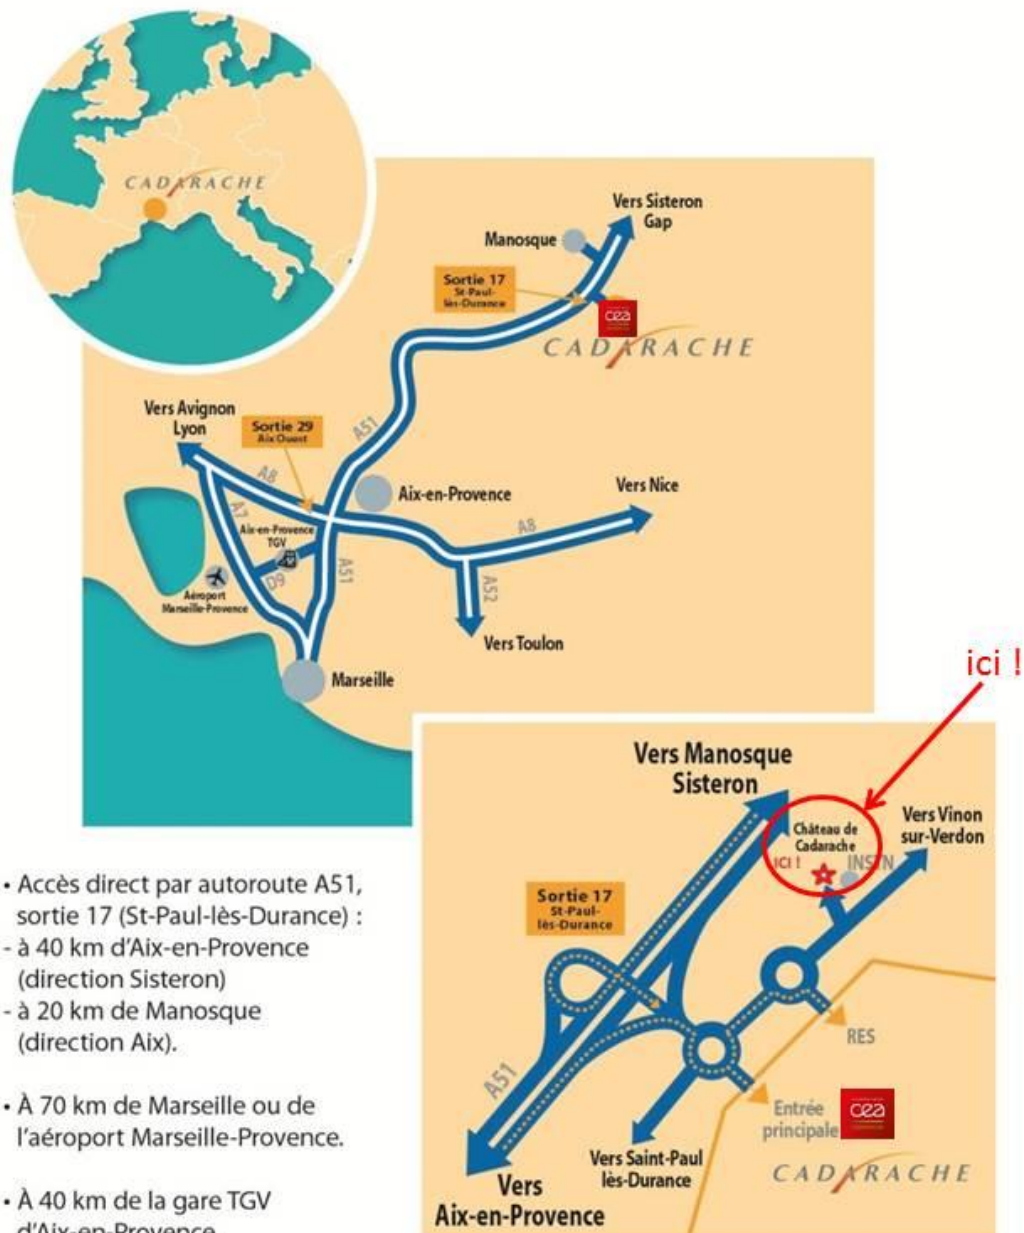 CADARACHE
Vers Sisteron
Gap
Manosque
Sortie 17
St-Paul-
lès-Durance
cea
CADARACHE
Vers Avignon
Lyon
Sortie 29
Aix Ouest
A51
A8
Aix-en-Provence
Vers Nice
A7
Aix-en-Provence
TGV
A8
D9
A51
A52
Aéroport
Marseille-Provence
Vers Toulon
Marseille
ici !
Vers Manosque
Sisteron
Château de
Cadarache
Vers Vinon
sur-Verdon
ICI !
INSTN
Sortie 17
St-Paul-
lès-Durance
RES
A51
Entrée
principale
cea
CADARACHE
Vers Saint-Paul
lès-Durance
Vers
Aix-en-Provence
• Accès direct par autoroute A51,
sortie 17 (St-Paul-lès-Durance) :
- à 40 km d'Aix-en-Provence
(direction Sisteron)
- à 20 km de Manosque
(direction Aix).
• À 70 km de Marseille ou de
l'aéroport Marseille-Provence.
• À 40 km de la gare TGV
d'Aix-en-Provence